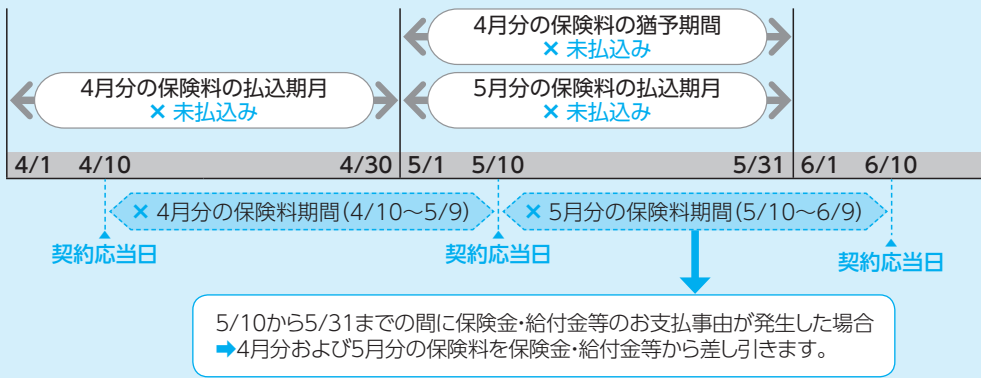 4月分の保険料の猶予期間
× 未払込み
4月分の保険料の払込期月
× 未払込み
5月分の保険料の払込期月
× 未払込み
4/1 4/10 4/30 5/1 5/10 5/31 6/1 6/10
× 4月分の保険料期間(4/10〜5/9)
× 5月分の保険料期間(5/10〜6/9)
契約応当日
契約応当日
契約応当日
5/10から5/31までの間に保険金・給付金等のお支払事由が発生した場合
➡4月分および5月分の保険料を保険金・給付金等から差し引きます。